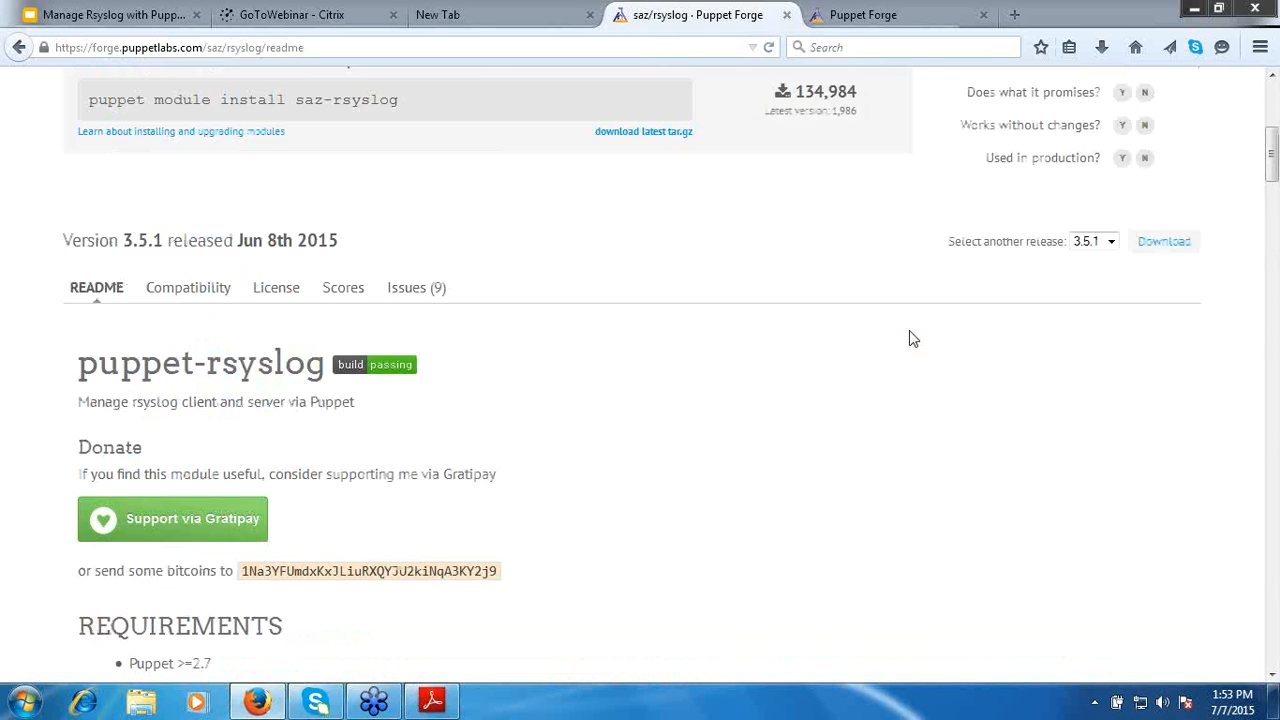 Manage Rsyslog with Pupp...
GoToWebinar - Citrix
New Tab
saz/rsyslog · Puppet Forge
Puppet Forge
https://forge.puppetlabs.com/saz/rsyslog/readme
Search
puppet module install saz-rsyslog
134,984
Latest version: 1,986
Learn about installing and upgrading modules
download latest tar.gz
Does what it promises? Y N
Works without changes? Y N
Used in production? Y N
Version 3.5.1 released Jun 8th 2015
Select another release: 3.5.1 Download
README Compatibility License Scores Issues (9)
puppet-rsyslog build passing
Manage rsyslog client and server via Puppet
Donate
If you find this module useful, consider supporting me via Gratipay
Support via Gratipay
or send some bitcoins to 1Na3YFUmdxKxJLiuRXQYJU2kiNqA3KY2j9
REQUIREMENTS
Puppet >=2.7
1:53 PM
7/7/2015